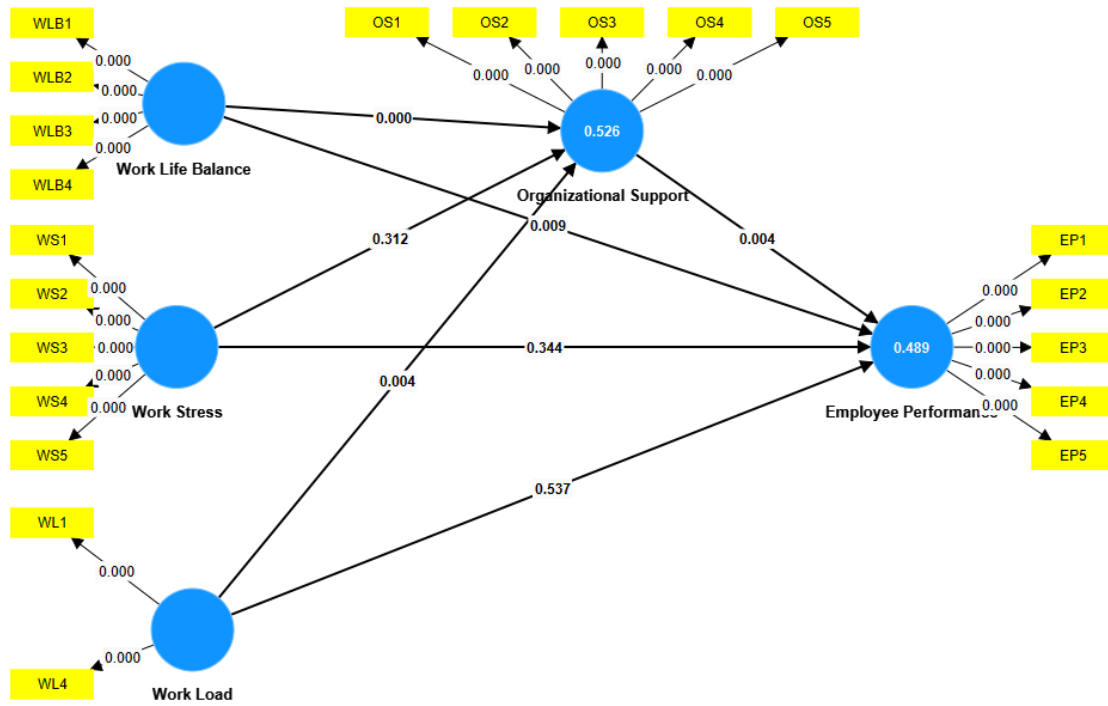 WLB1
WLB2
WLB3
WLB4
0.000
0.000
0.000
0.000
Work Life Balance
OS1
OS2
OS3
OS4
OS5
0.000
0.000
0.000
0.000
0.000
0.526
Organizational Support
0.000
0.009
0.312
0.004
0.344
0.004
0.537
WS1
WS2
WS3
WS4
WS5
0.000
0.000
0.000
0.000
0.000
Work Stress
EP1
EP2
EP3
EP4
EP5
0.000
0.000
0.000
0.000
0.000
0.489
Employee Performance
WL1
WL4
0.000
0.000
Work Load